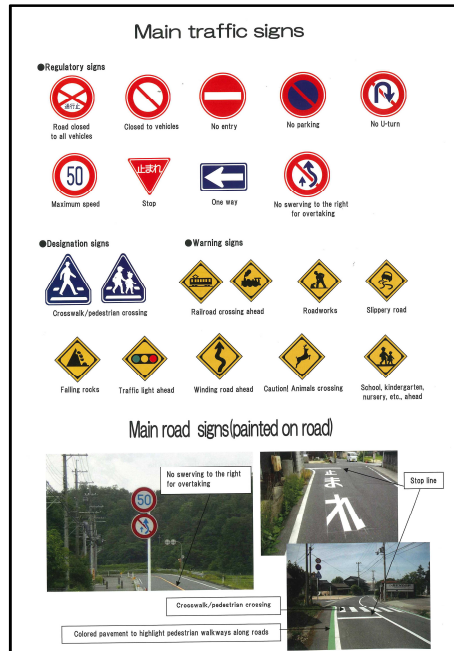 Main traffic signs
●Regulatory signs
通行止
Road closed
to all vehicles
Closed to vehicles
No entry
No parking
No U-turn
50
Maximum speed
止まれ
Stop
One way
No swerving to the right
for overtaking
●Designation signs
●Warning signs
Crosswalk/pedestrian crossing
Railroad crossing ahead
Roadworks
Slippery road
Falling rocks
Traffic light ahead
Winding road ahead
Caution! Animals crossing
School, kindergarten,
nursery, etc., ahead
Main road signs(painted on road)
No swerving to the right
for overtaking
50
止まれ
Stop line
Crosswalk/pedestrian crossing
Colored pavement to highlight pedestrian walkways along roads